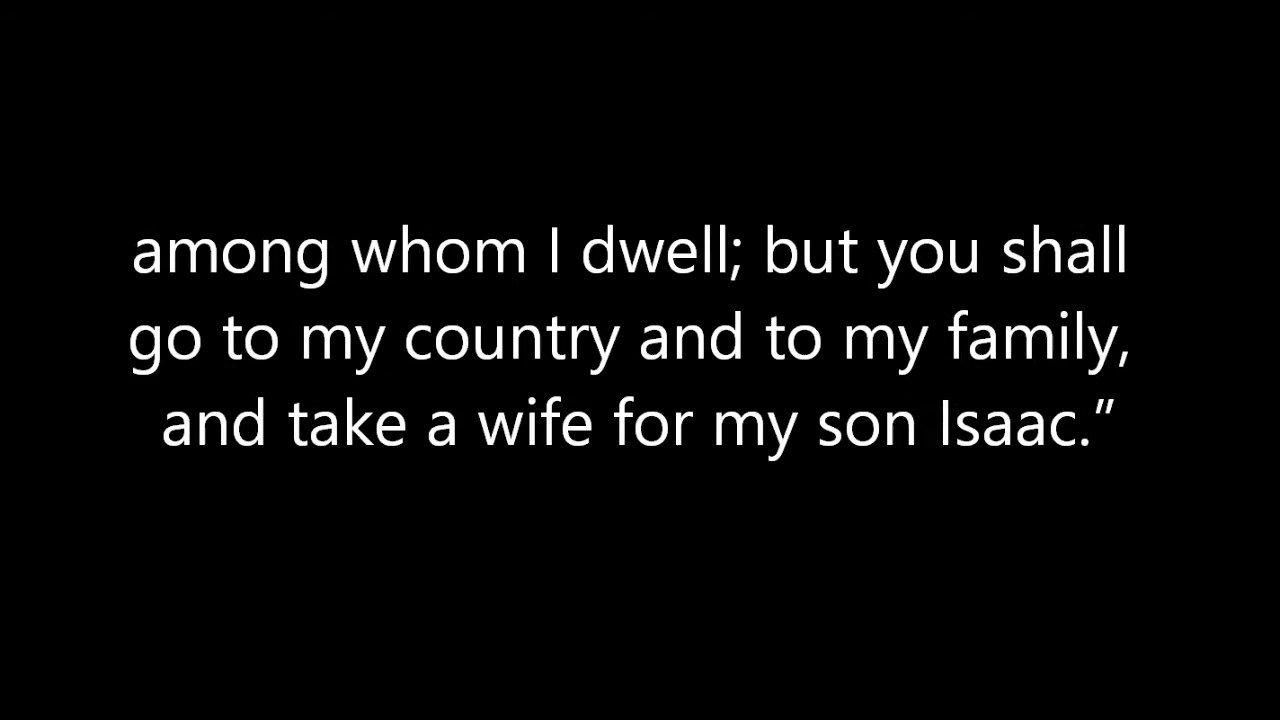 among whom I dwell; but you shall
go to my country and to my family,
and take a wife for my son Isaac.”